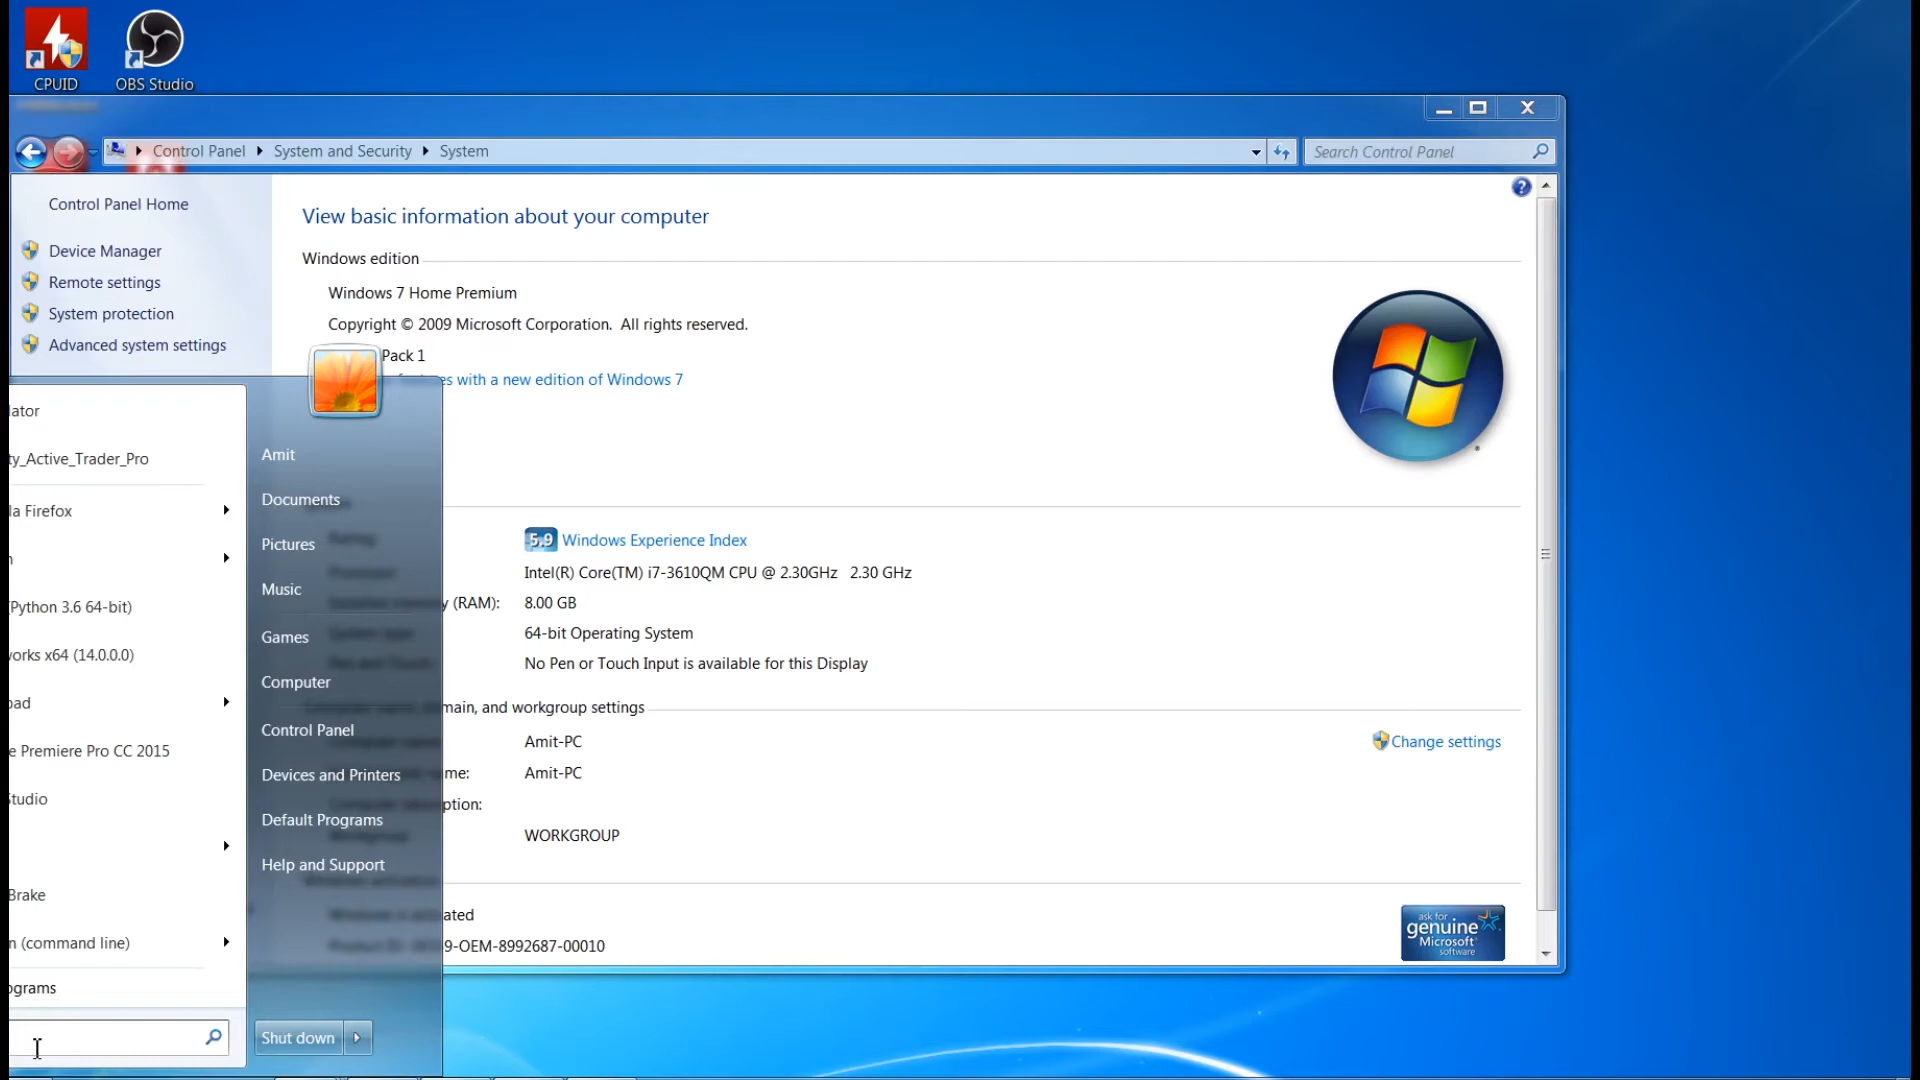 CPUID
OBS Studio
Control Panel
System and Security
System
Search Control Panel
Control Panel Home
Device Manager
Remote settings
System protection
Advanced system settings
View basic information about your computer
Windows edition
Windows 7 Home Premium
Copyright © 2009 Microsoft Corporation.  All rights reserved.
Pack 1
with a new edition of Windows 7
5.9 Windows Experience Index
Intel(R) Core(TM) i7-3610QM CPU @ 2.30GHz   2.30 GHz
(RAM):
8.00 GB
64-bit Operating System
No Pen or Touch Input is available for this Display
main, and workgroup settings
Amit-PC
Change settings
me:
Amit-PC
ption:
WORKGROUP
ated
9-OEM-8992687-00010
ask for
genuine
Microsoft
software
lator
ty_Active_Trader_Pro
la Firefox
n
(Python 3.6 64-bit)
orks x64 (14.0.0.0)
pad
e Premiere Pro CC 2015
Studio
Brake
n (command line)
ograms
Amit
Documents
Pictures
Music
Games
Computer
Control Panel
Devices and Printers
Default Programs
Help and Support
Shut down